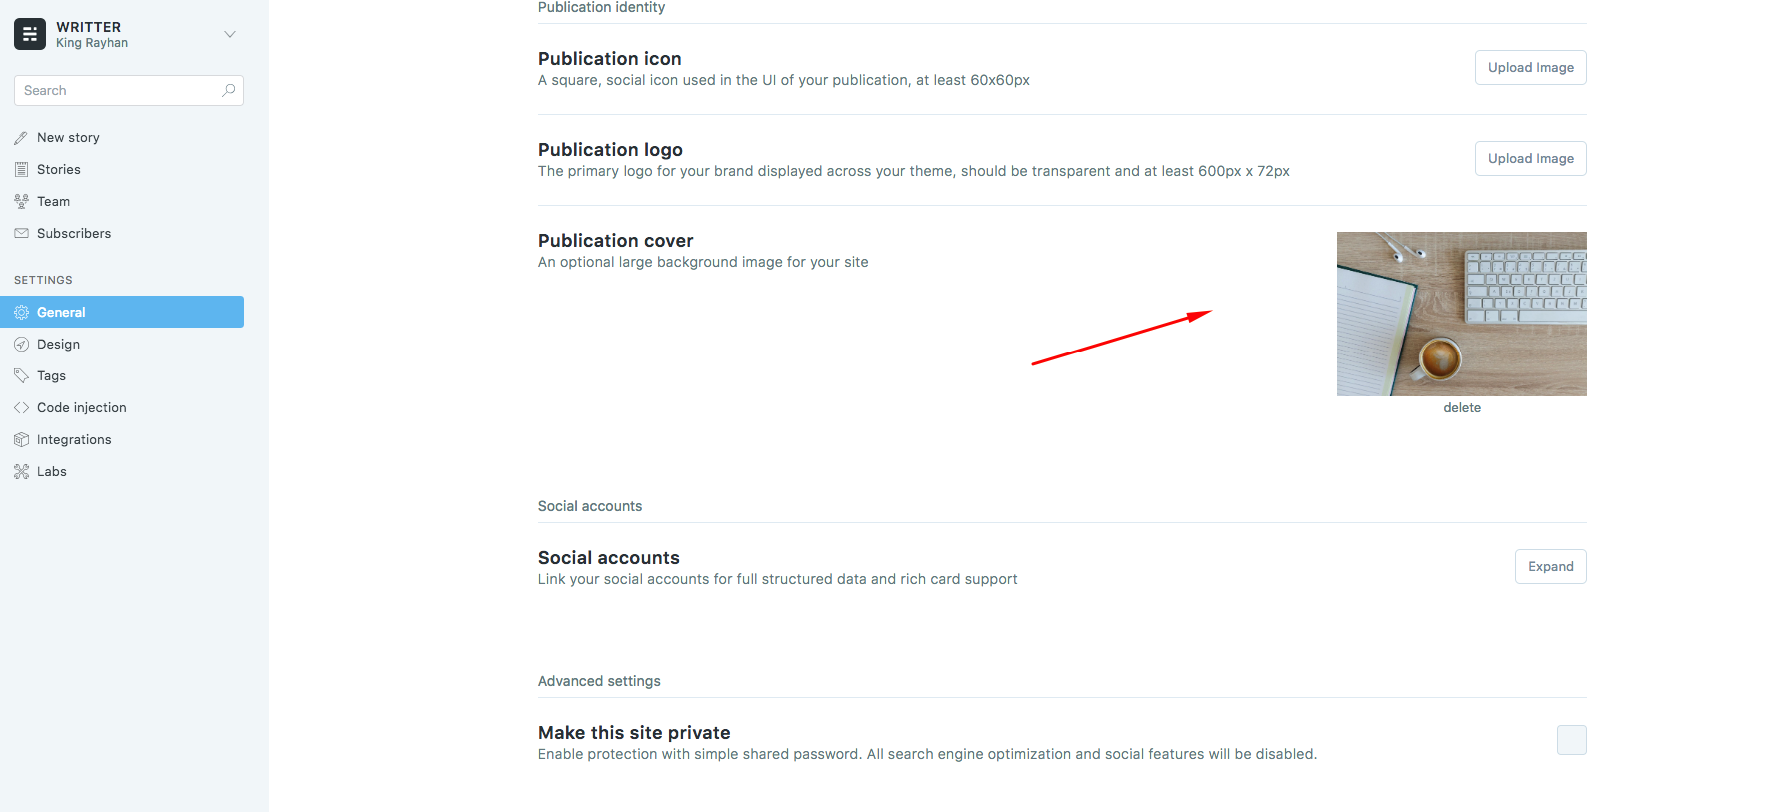 WRITTER
King Rayhan
Search
New story
Stories
Team
Subscribers
SETTINGS
General
Design
Tags
Code injection
Integrations
Labs
Publication identity
Publication icon
A square, social icon used in the UI of your publication, at least 60x60px
Upload Image
Publication logo
The primary logo for your brand displayed across your theme, should be transparent and at least 600px x 72px
Upload Image
Publication cover
An optional large background image for your site
delete
Social accounts
Social accounts
Link your social accounts for full structured data and rich card support
Expand
Advanced settings
Make this site private
Enable protection with simple shared password. All search engine optimization and social features will be disabled.